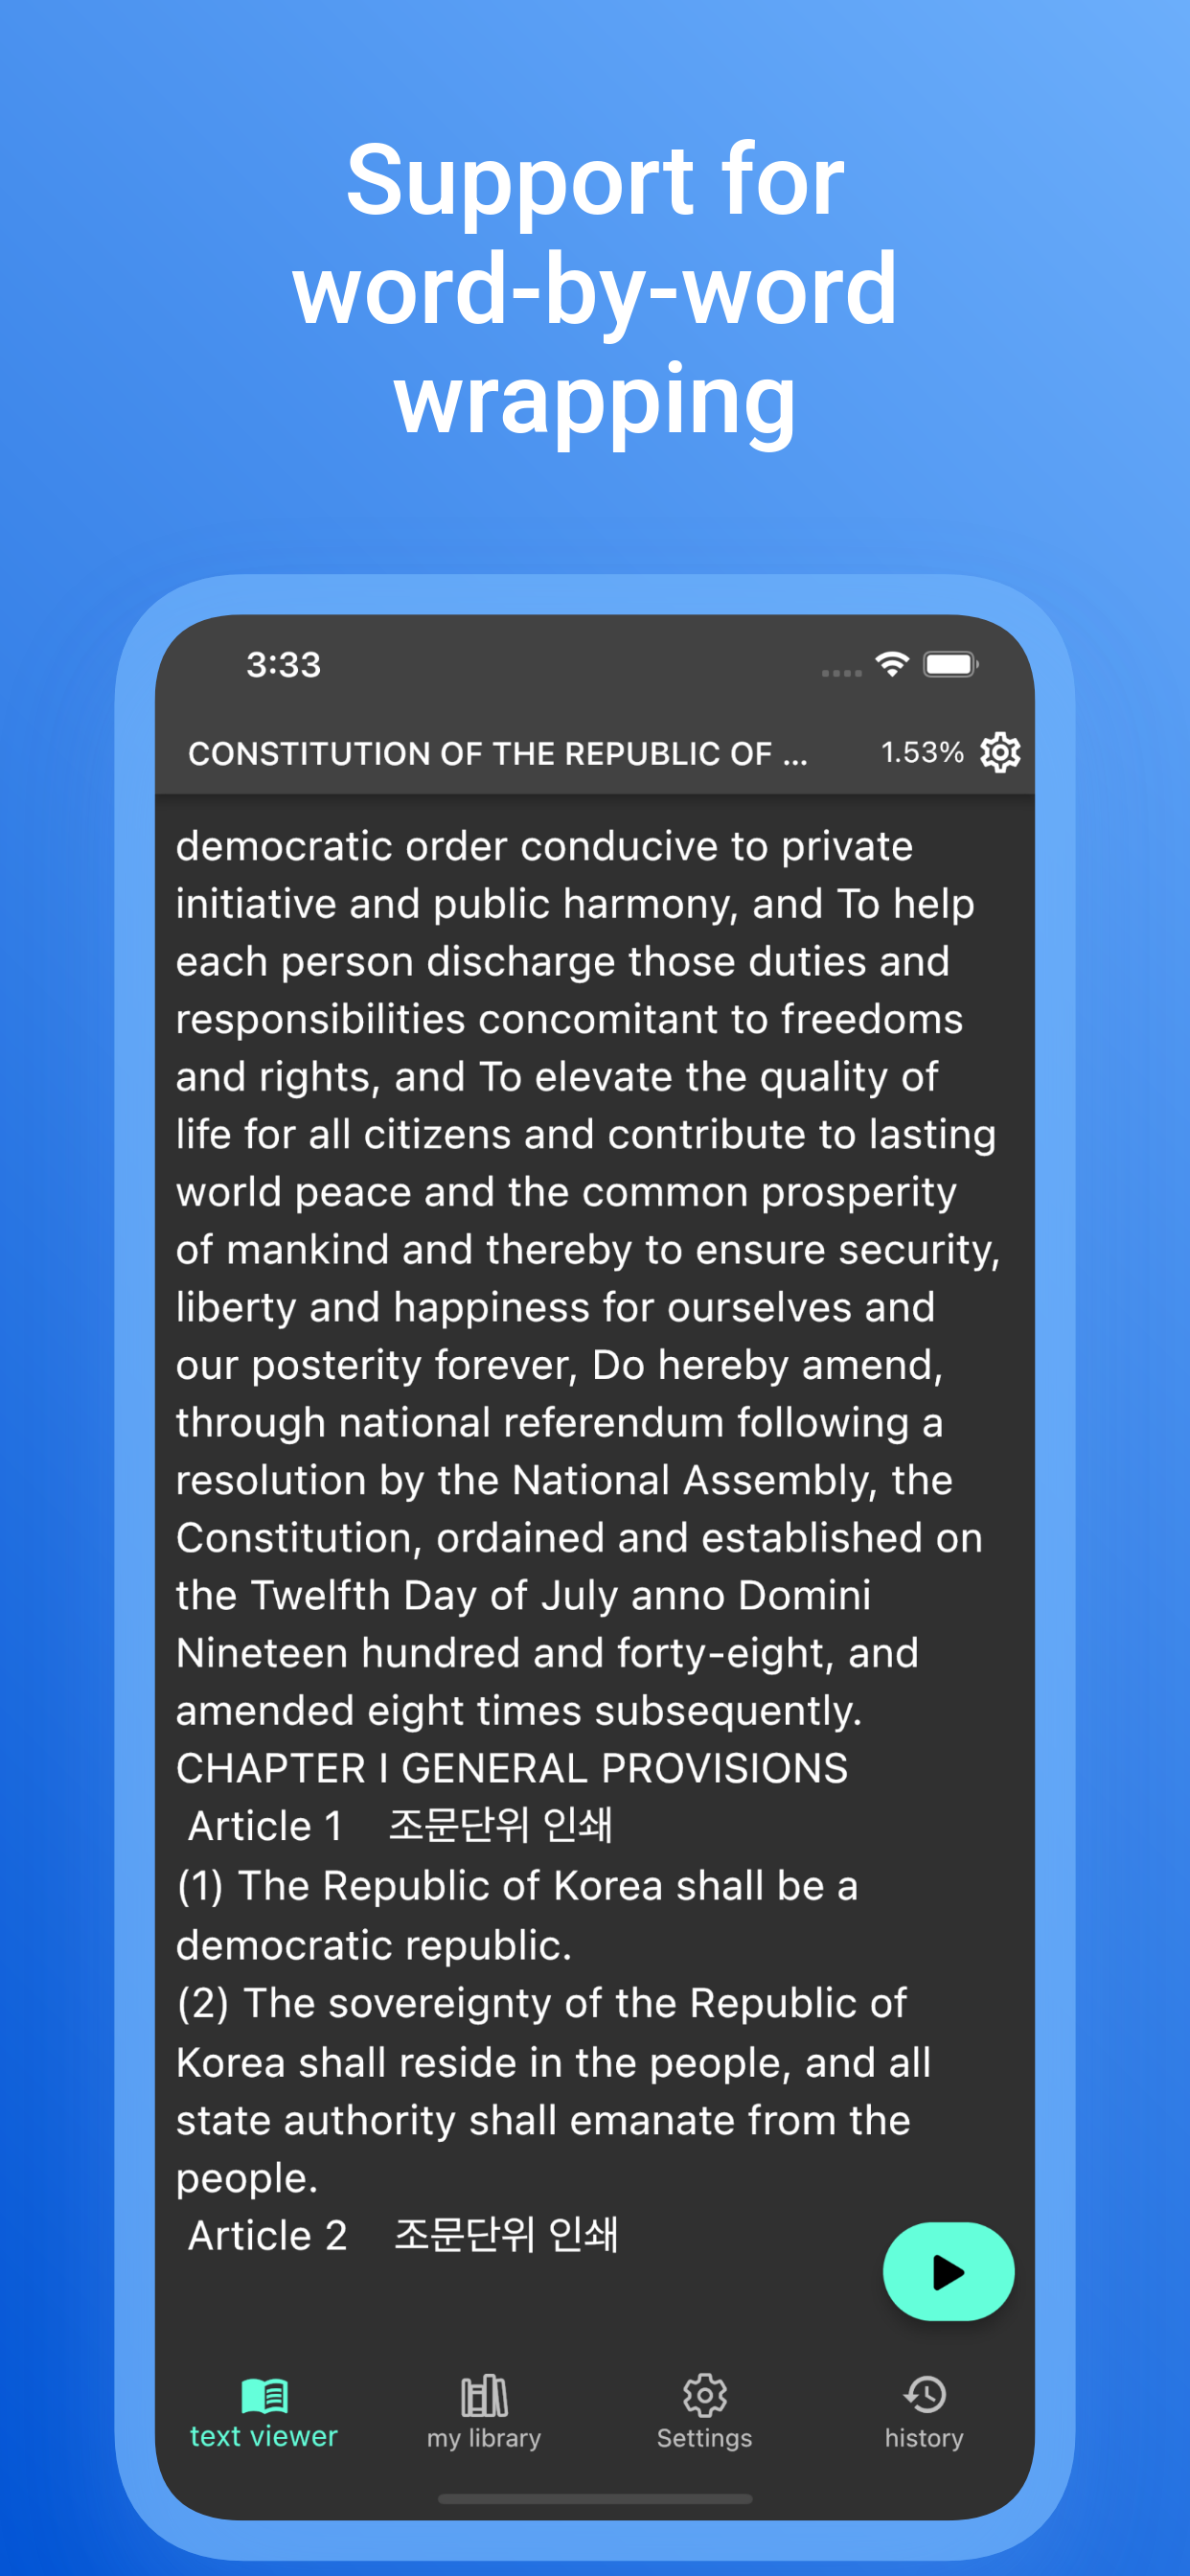 Support for
word-by-word
wrapping
3:33
CONSTITUTION OF THE REPUBLIC OF ...
1.53%
democratic order conducive to private
initiative and public harmony, and To help
each person discharge those duties and
responsibilities concomitant to freedoms
and rights, and To elevate the quality of
life for all citizens and contribute to lasting
world peace and the common prosperity
of mankind and thereby to ensure security,
liberty and happiness for ourselves and
our posterity forever, Do hereby amend,
through national referendum following a
resolution by the National Assembly, the
Constitution, ordained and established on
the Twelfth Day of July anno Domini
Nineteen hundred and forty-eight, and
amended eight times subsequently.
CHAPTER I GENERAL PROVISIONS
Article 1 조문단위 인쇄
(1) The Republic of Korea shall be a
democratic republic.
(2) The sovereignty of the Republic of
Korea shall reside in the people, and all
state authority shall emanate from the
people.
Article 2 조문단위 인쇄
text viewer
my library
Settings
history